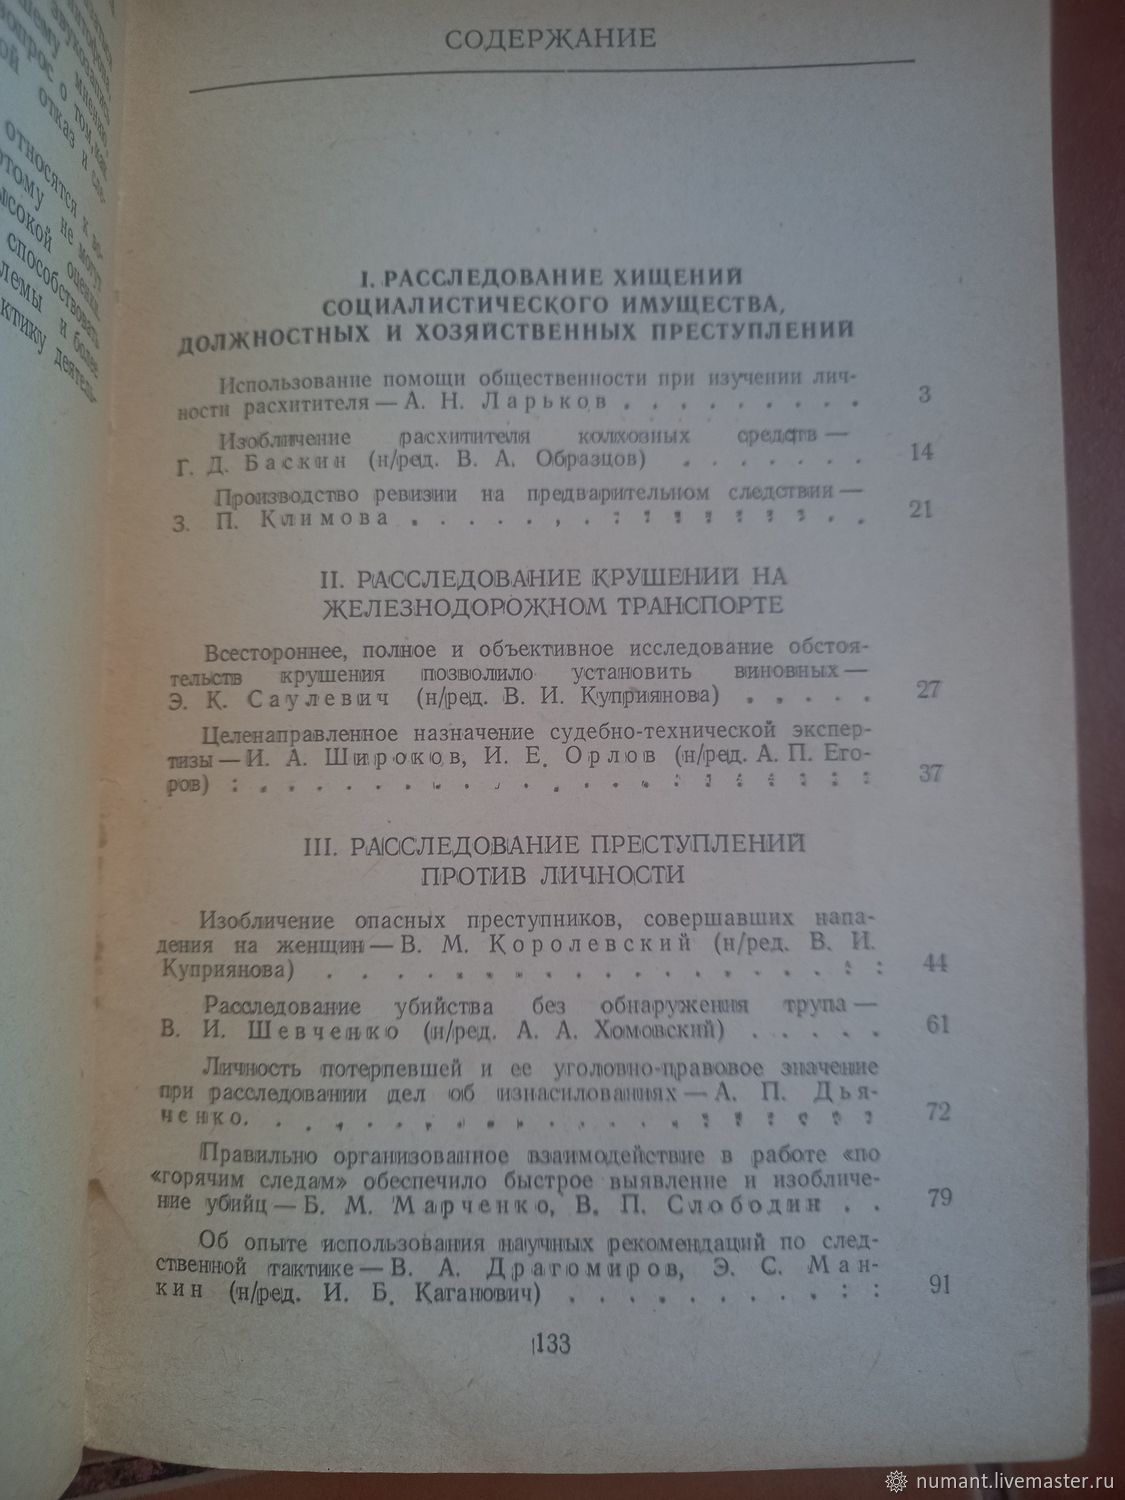 СОДЕРЖАНИЕ
I. РАССЛЕДОВАНИЕ ХИЩЕНИЙ
СОЦИАЛИСТИЧЕСКОГО ИМУЩЕСТВА,
ДОЛЖНОСТНЫХ И ХОЗЯЙСТВЕННЫХ ПРЕСТУПЛЕНИЙ
Использование помощи общественности при изучении лич-
ности расхитителя — А. Н. Ларьков . . . . . . . . . 3
Изобличение расхитителя колхозных средств —
Г. Д. Баскин (н/ред. В. А. Образцов) . . . . . . . 14
Производство ревизии на предварительном следствии —
З. П. Климова . . . . . . . . . . . . . . . 21
II. РАССЛЕДОВАНИЕ КРУШЕНИЙ НА
ЖЕЛЕЗНОДОРОЖНОМ ТРАНСПОРТЕ
Всестороннее, полное и объективное исследование обстоя-
тельств крушения позволило установить виновных —
Э. К. Саулевич (н/ред. В. И. Куприянова) . . . . . 27
Целенаправленное назначение судебно-технической экспер-
тизы — И. А. Широков, И. Е. Орлов (н/ред. А. П. Его-
ров) . . . . . . . . . . . . . . . . . . . . . 37
III. РАССЛЕДОВАНИЕ ПРЕСТУПЛЕНИЙ
ПРОТИВ ЛИЧНОСТИ
Изобличение опасных преступников, совершавших напа-
дения на женщин — В. М. Королевский (н/ред. В. И.
Куприянова) . . . . . . . . . . . . . . . . . . 44
Расследование убийства без обнаружения трупа —
В. И. Шевченко (н/ред. А. А. Хомовский) . . . . . 61
Личность потерпевшей и ее уголовно-правовое значение
при расследовании дел об изнасилованиях — А. П. Дья-
ченко. . . . . . . . . . . . . . . . . . . . . 72
Правильно организованное взаимодействие в работе «по
«горячим следам» обеспечило быстрое выявление и изобличе-
ние убийц — Б. М. Марченко, В. П. Слободин . . 79
Об опыте использования научных рекомендаций по след-
ственной тактике — В. А. Драгомиров, Э. С. Ман-
кин (н/ред. И. Б. Каганович) . . . . . . . . . . . 91
133
numant.livemaster.ru